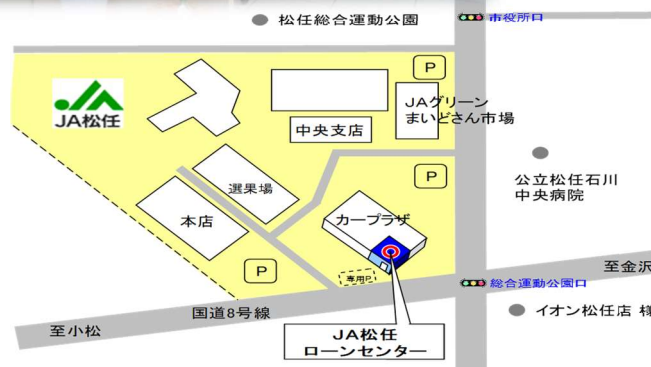 松任総合運動公園
市役所口
P
JA松任
JAグリーン
まいどさん市場
中央支店
公立松任石川
中央病院
P
選果場
本店
カープラザ
P
専用P
至金沢
総合運動公園口
国道8号線
イオン松任店 様
至小松
JA松任
ローンセンター